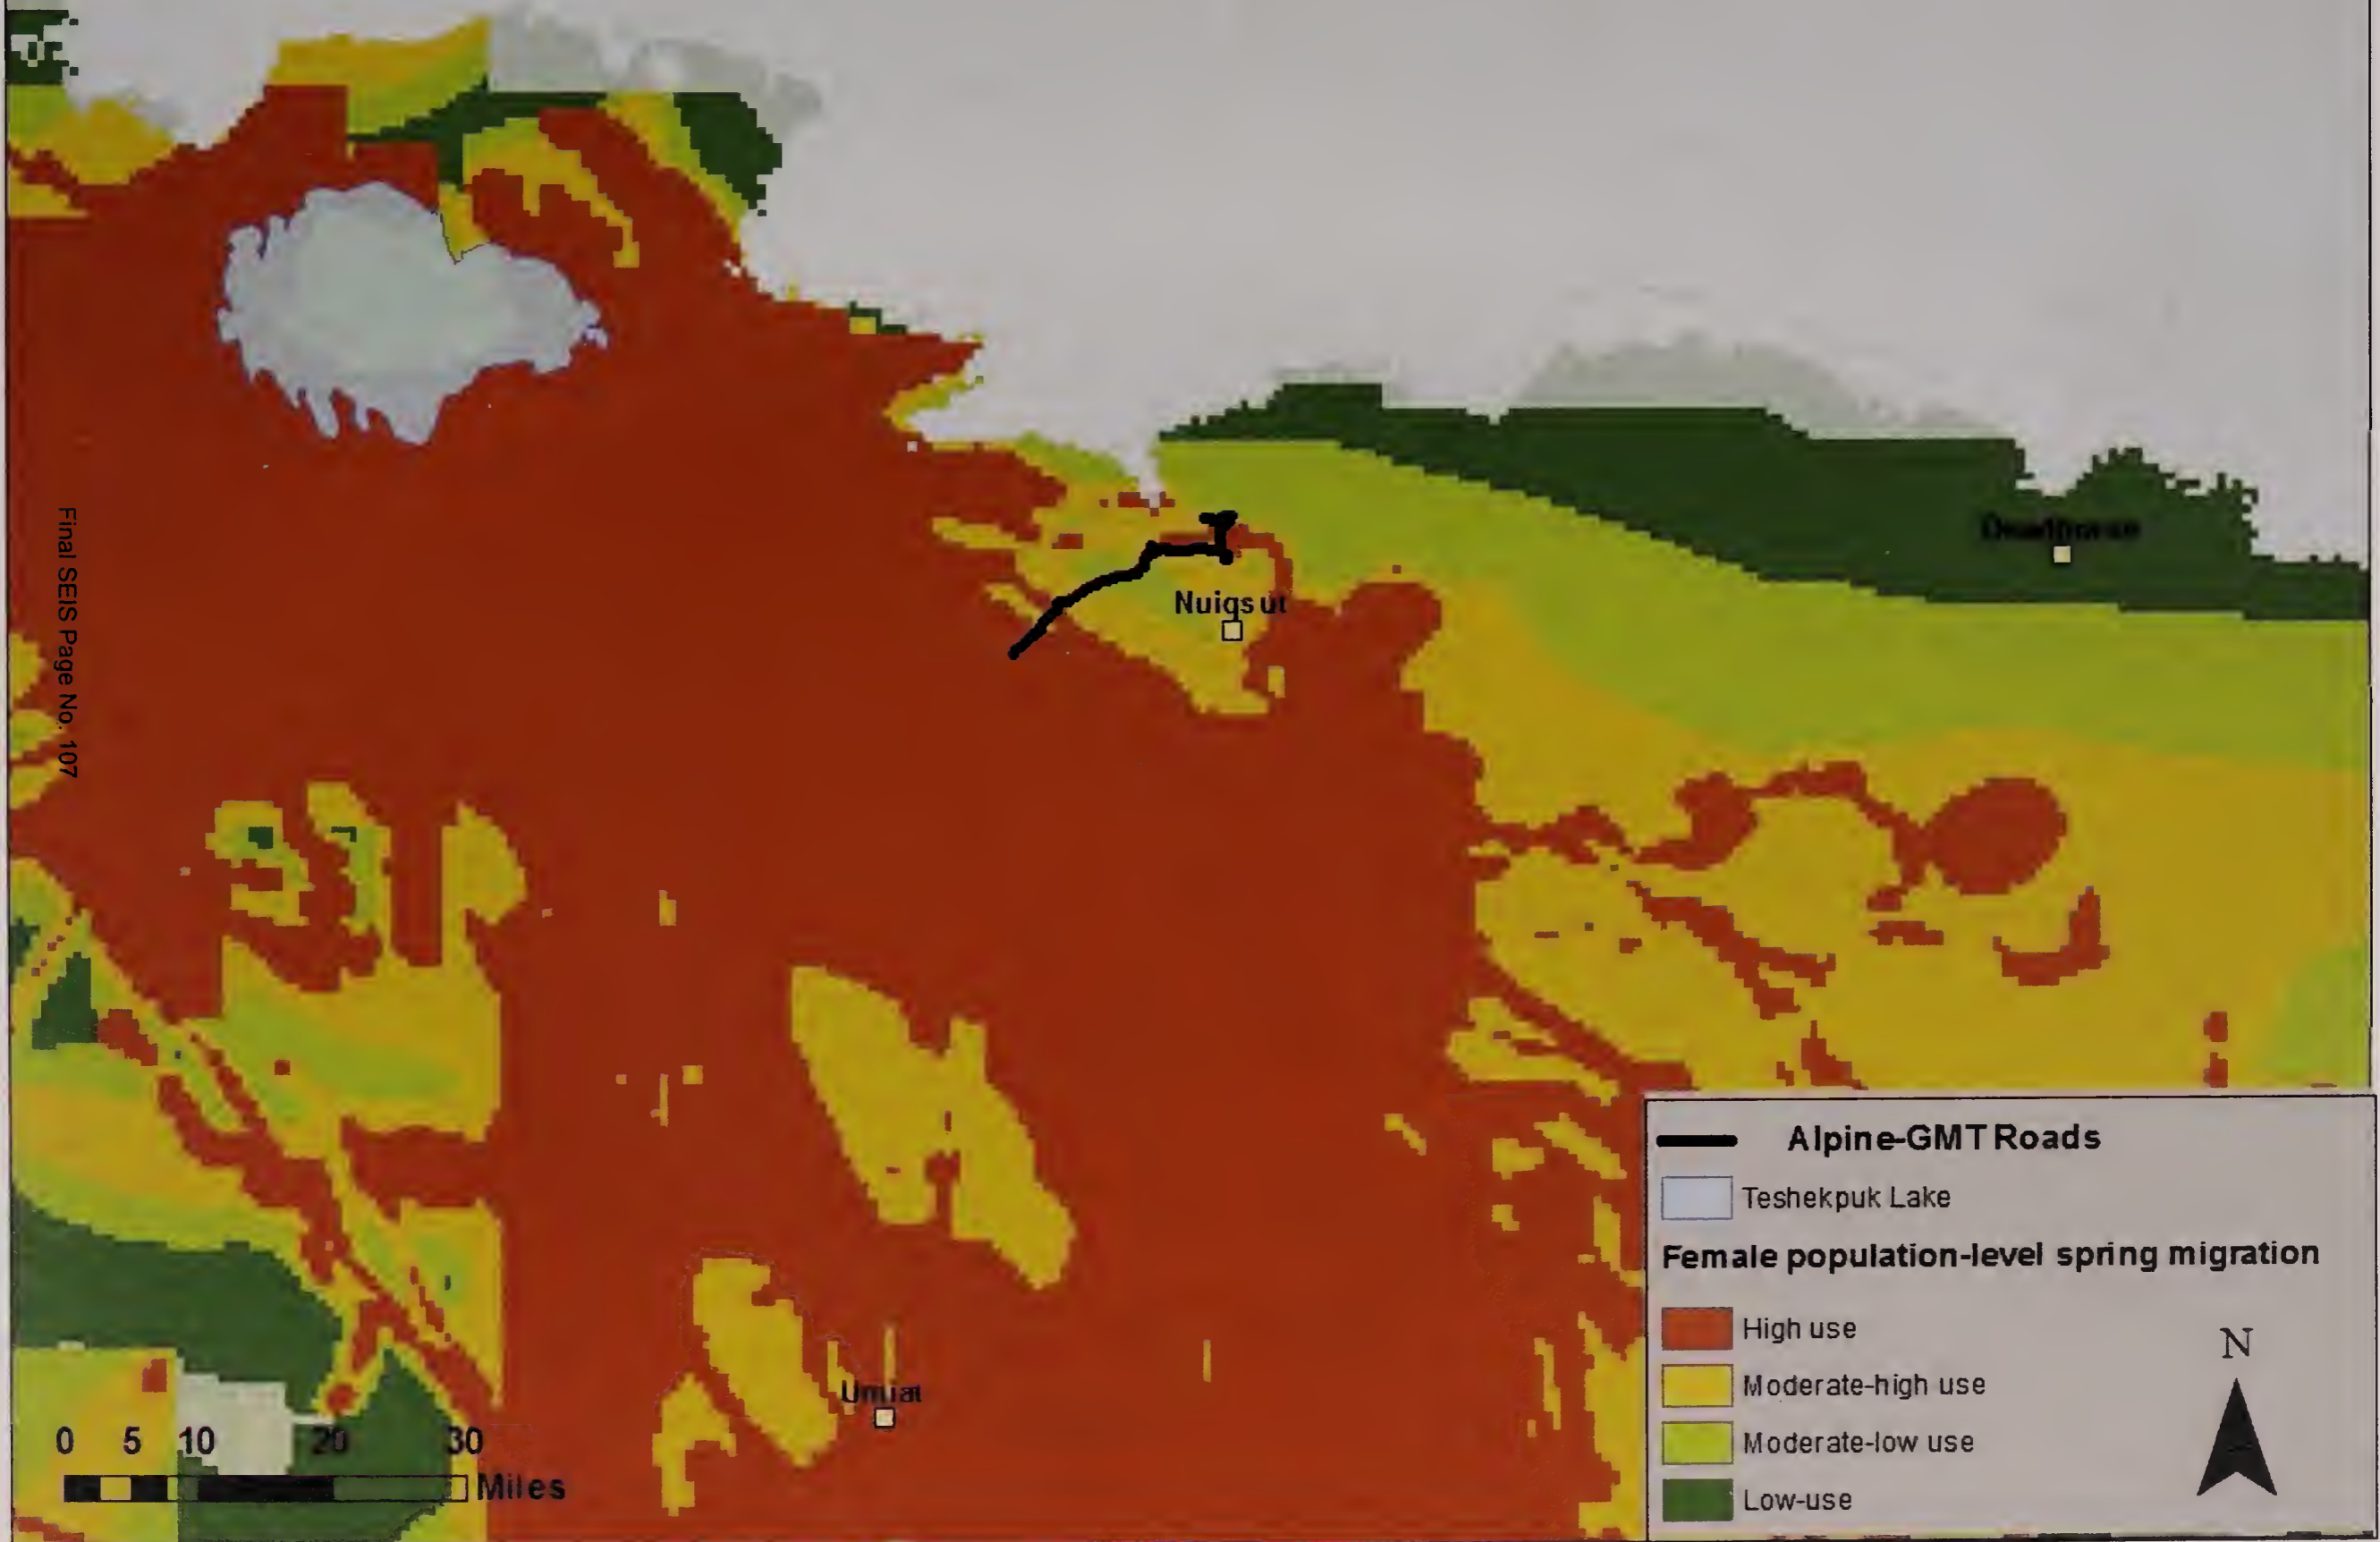 Final SEIS Page No. 107
Deadhorse
Nuiqsut
Umiat
0 5 10 20 30
Miles
Alpine-GMT Roads
Teshekpuk Lake
Female population-level spring migration
High use
Moderate-high use
Moderate-low use
Low-use
N